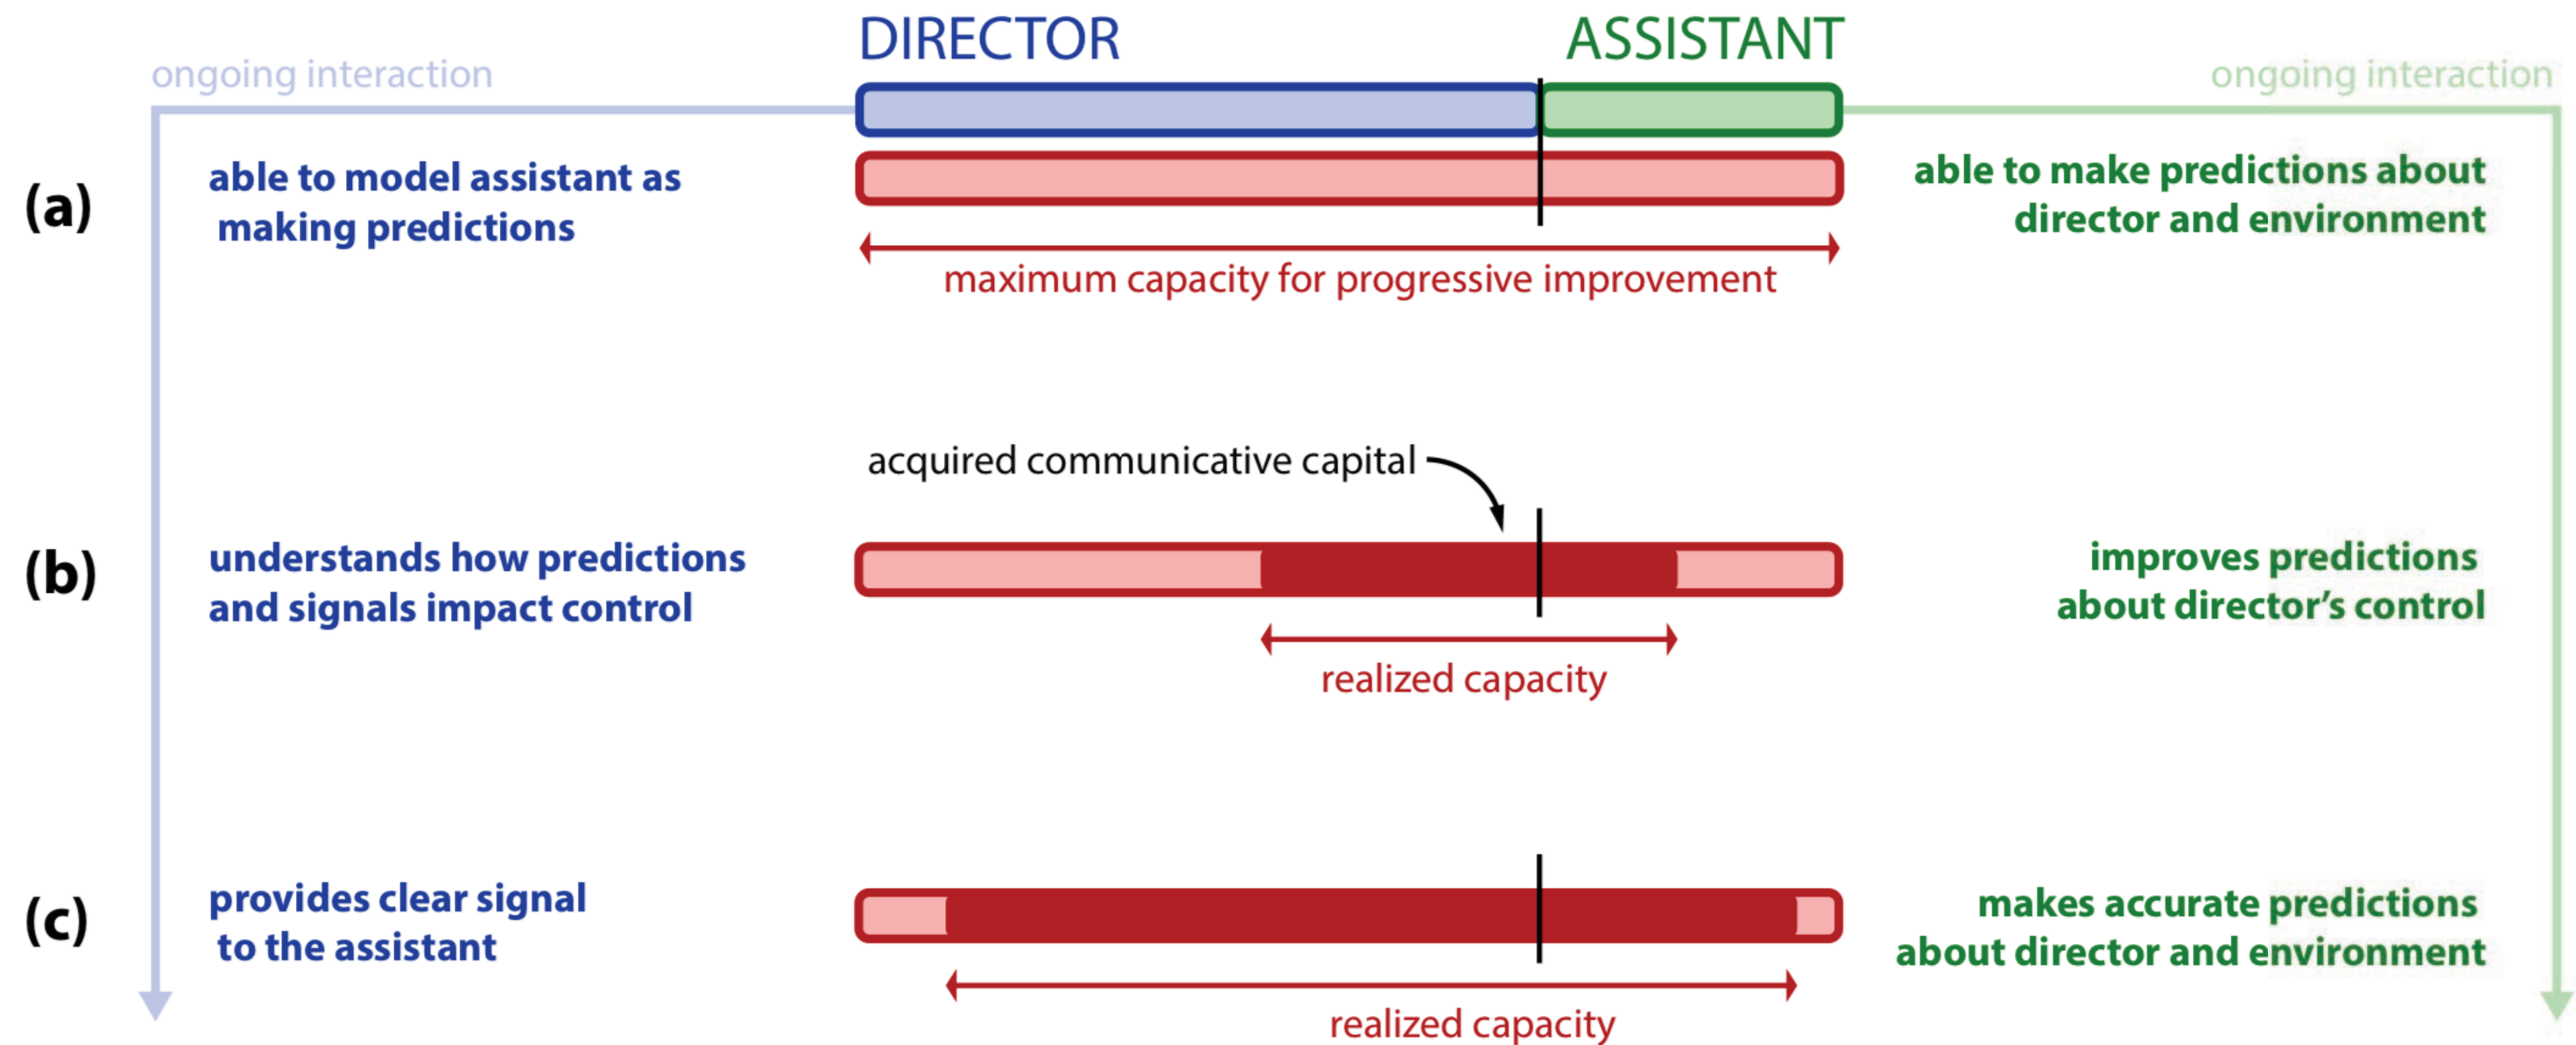 DIRECTOR
ASSISTANT
ongoing interaction
ongoing interaction
(a)
able to model assistant as
making predictions
able to make predictions about
director and environment
maximum capacity for progressive improvement
acquired communicative capital
(b)
understands how predictions
and signals impact control
improves predictions
about director's control
realized capacity
(c)
provides clear signal
to the assistant
makes accurate predictions
about director and environment
realized capacity